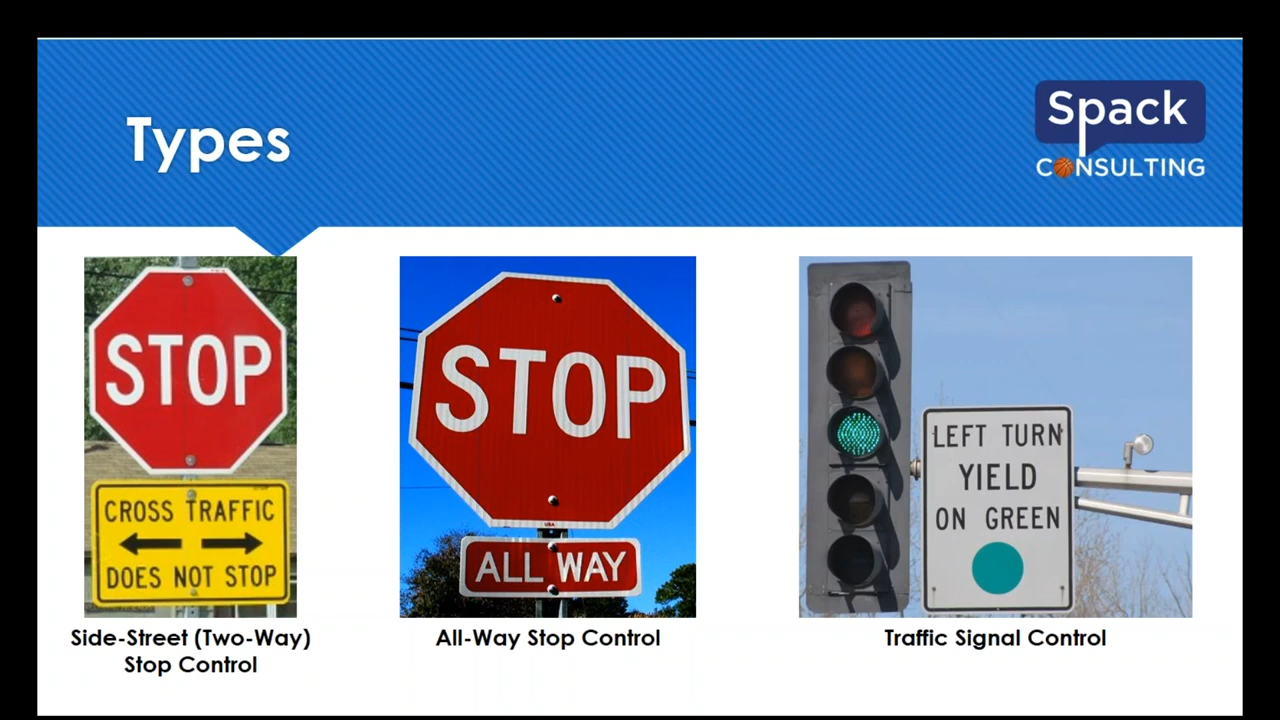 Types
Spack
CONSULTING
STOP
CROSS TRAFFIC
DOES NOT STOP
Side-Street (Two-Way)
Stop Control
STOP
USA
ALL WAY
All-Way Stop Control
LEFT TURN
YIELD
ON GREEN
Traffic Signal Control